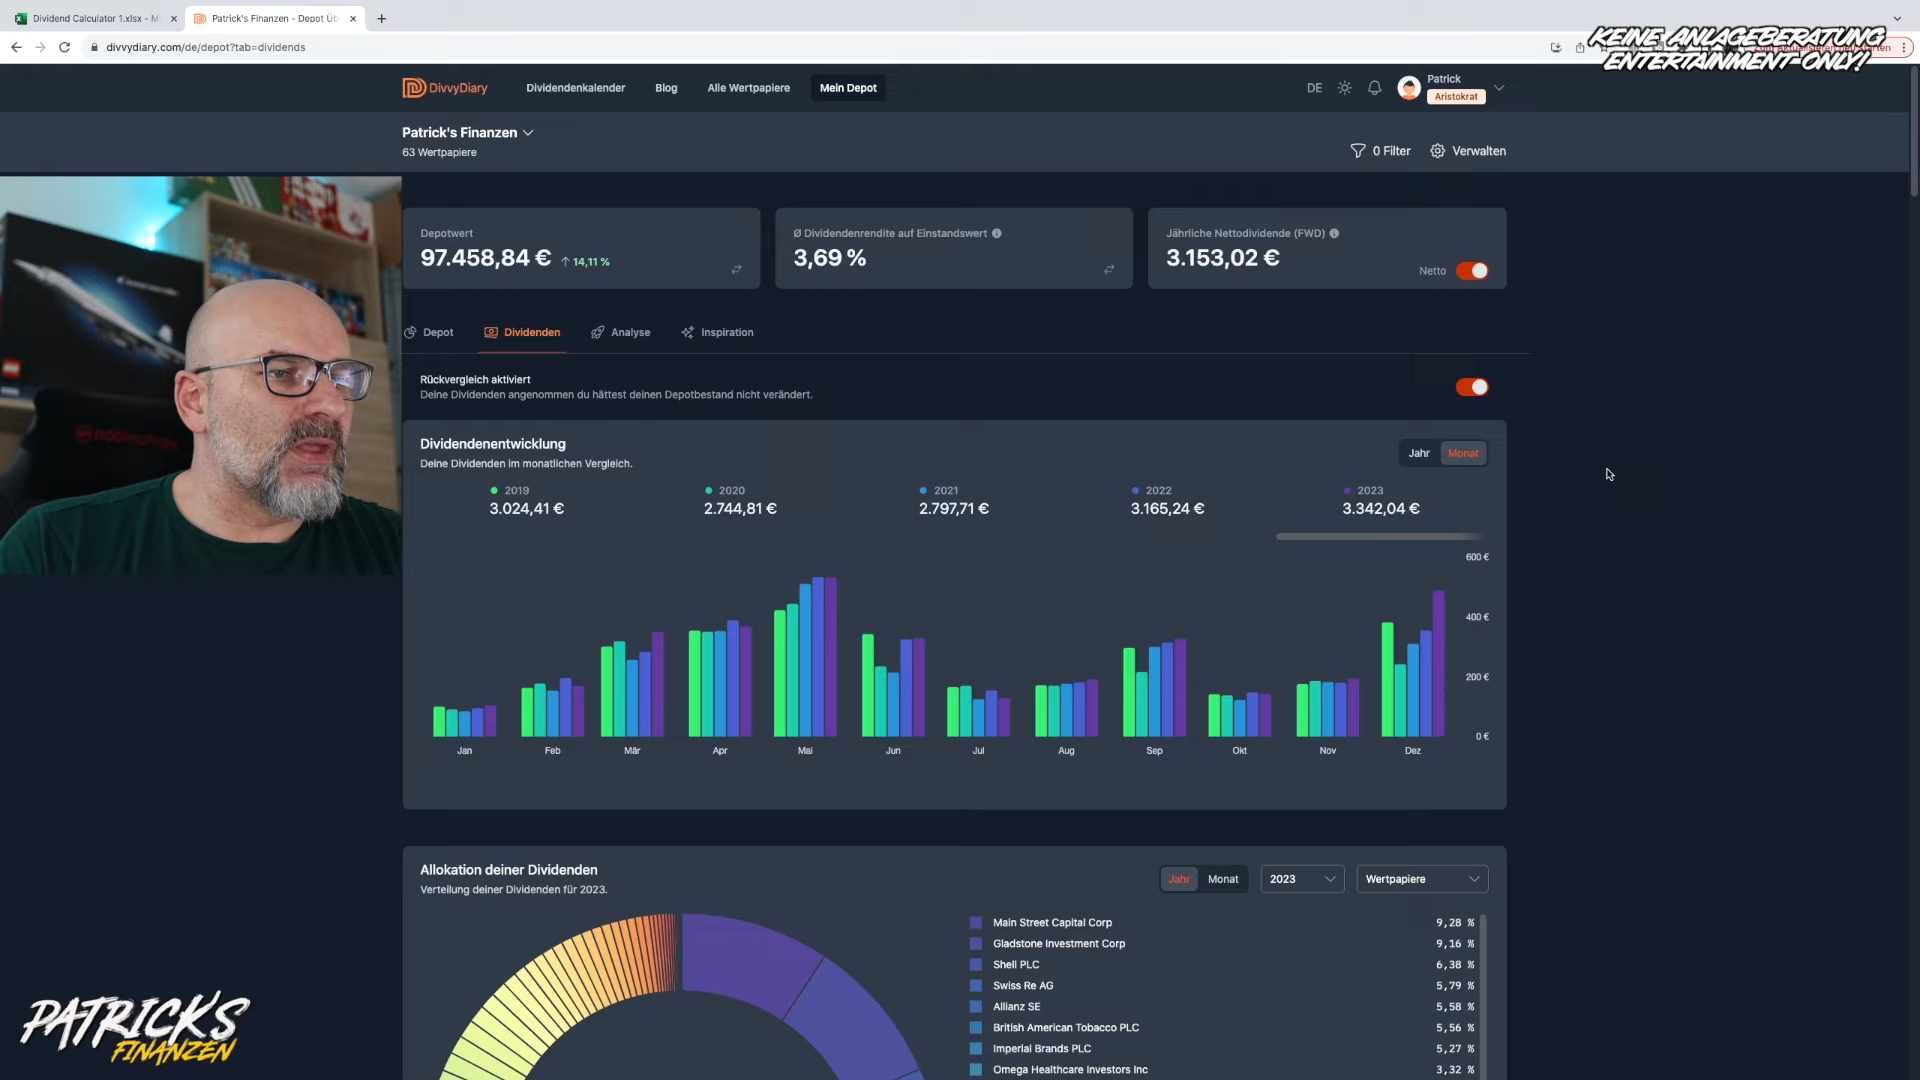 Dividend Calculator 1.xlsx - M
Patrick's Finanzen - Depot Üb
divvydiary.com/de/depot?tab=dividends
KEINE ANLAGEBERATUNG
ENTERTAINMENT-ONLY!
DivvyDiary
Dividendenkalender
Blog
Alle Wertpapiere
Mein Depot
DE
Patrick
Aristokrat
Patrick's Finanzen
63 Wertpapiere
0 Filter
Verwalten
Depotwert
97.458,84 € ↑ 14,11 %
Ø Dividendenrendite auf Einstandswert
3,69 %
Jährliche Nettodividende (FWD)
3.153,02 €
Netto
Depot
Dividenden
Analyse
Inspiration
Rückvergleich aktiviert
Deine Dividenden angenommen du hättest deinen Depotbestand nicht verändert.
Dividendenentwicklung
Deine Dividenden im monatlichen Vergleich.
Jahr
Monat
2019
3.024,41 €
2020
2.744,81 €
2021
2.797,71 €
2022
3.165,24 €
2023
3.342,04 €
600 €
400 €
200 €
0 €
Jan
Feb
Mär
Apr
Mai
Jun
Jul
Aug
Sep
Okt
Nov
Dez
Allokation deiner Dividenden
Verteilung deiner Dividenden für 2023.
Jahr
Monat
2023
Wertpapiere
Main Street Capital Corp 9,28 %
Gladstone Investment Corp 9,16 %
Shell PLC 6,38 %
Swiss Re AG 5,79 %
Allianz SE 5,58 %
British American Tobacco PLC 5,56 %
Imperial Brands PLC 5,27 %
Omega Healthcare Investors Inc 3,32 %
PATRICKS
FINANZEN